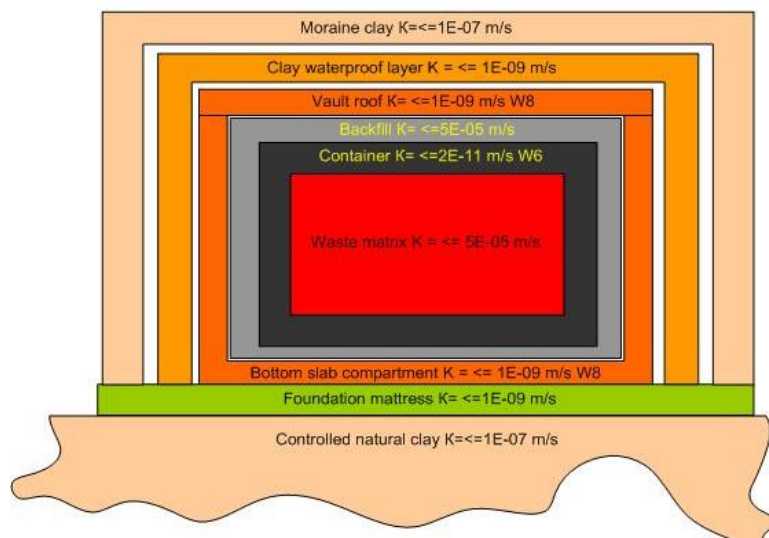 Moraine clay K=<=1E-07 m/s
Clay waterproof layer K = <= 1E-09 m/s
Vault roof K= <=1E-09 m/s W8
Backfill K= <=5E-05 m/s
Container K= <=2E-11 m/s W6
Waste matrix K = <= 5E-05 m/s
Bottom slab compartment K = <= 1E-09 m/s W8
Foundation mattress K= <=1E-09 m/s
Controlled natural clay K=<=1E-07 m/s